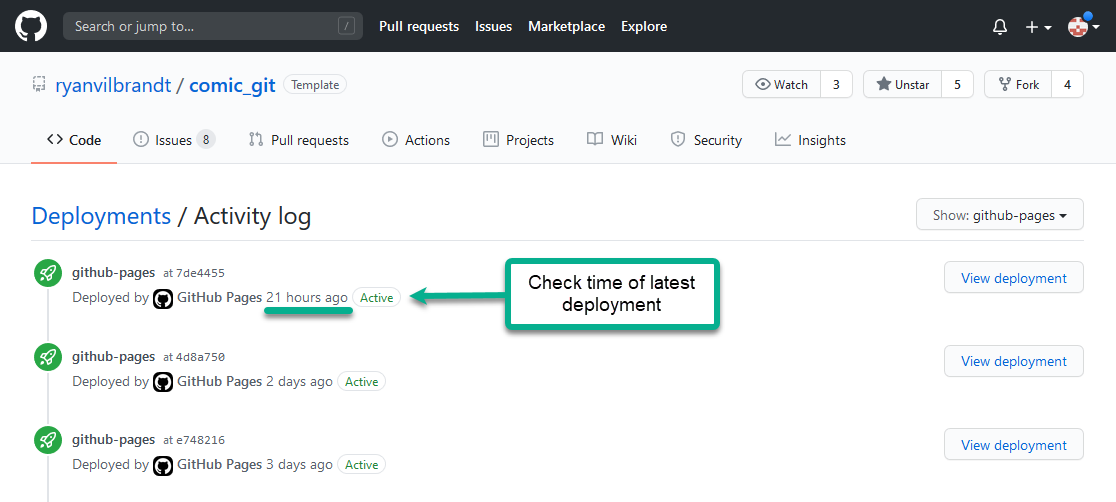 Search or jump to... /
Pull requests Issues Marketplace Explore
ryanvilbrandt / comic_git Template
Watch 3 Unstar 5 Fork 4
Code Issues 8 Pull requests Actions Projects Wiki Security Insights
Deployments / Activity log
Show: github-pages
github-pages at 7de4455
Deployed by GitHub Pages 21 hours ago Active
Check time of latest
deployment
View deployment
github-pages at 4d8a750
Deployed by GitHub Pages 2 days ago Active
View deployment
github-pages at e748216
Deployed by GitHub Pages 3 days ago Active
View deployment